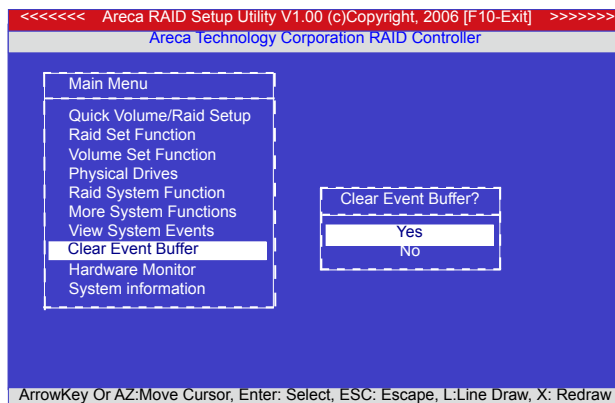 <<<<<<< Areca RAID Setup Utility V1.00 (c)Copyright, 2006 [F10-Exit] >>>>>>>
Areca Technology Corporation RAID Controller
Main Menu
Quick Volume/Raid Setup
Raid Set Function
Volume Set Function
Physical Drives
Raid System Function
More System Functions
View System Events
Clear Event Buffer
Hardware Monitor
System information
Clear Event Buffer?
Yes
No
ArrowKey Or AZ:Move Cursor, Enter: Select, ESC: Escape, L:Line Draw, X: Redraw